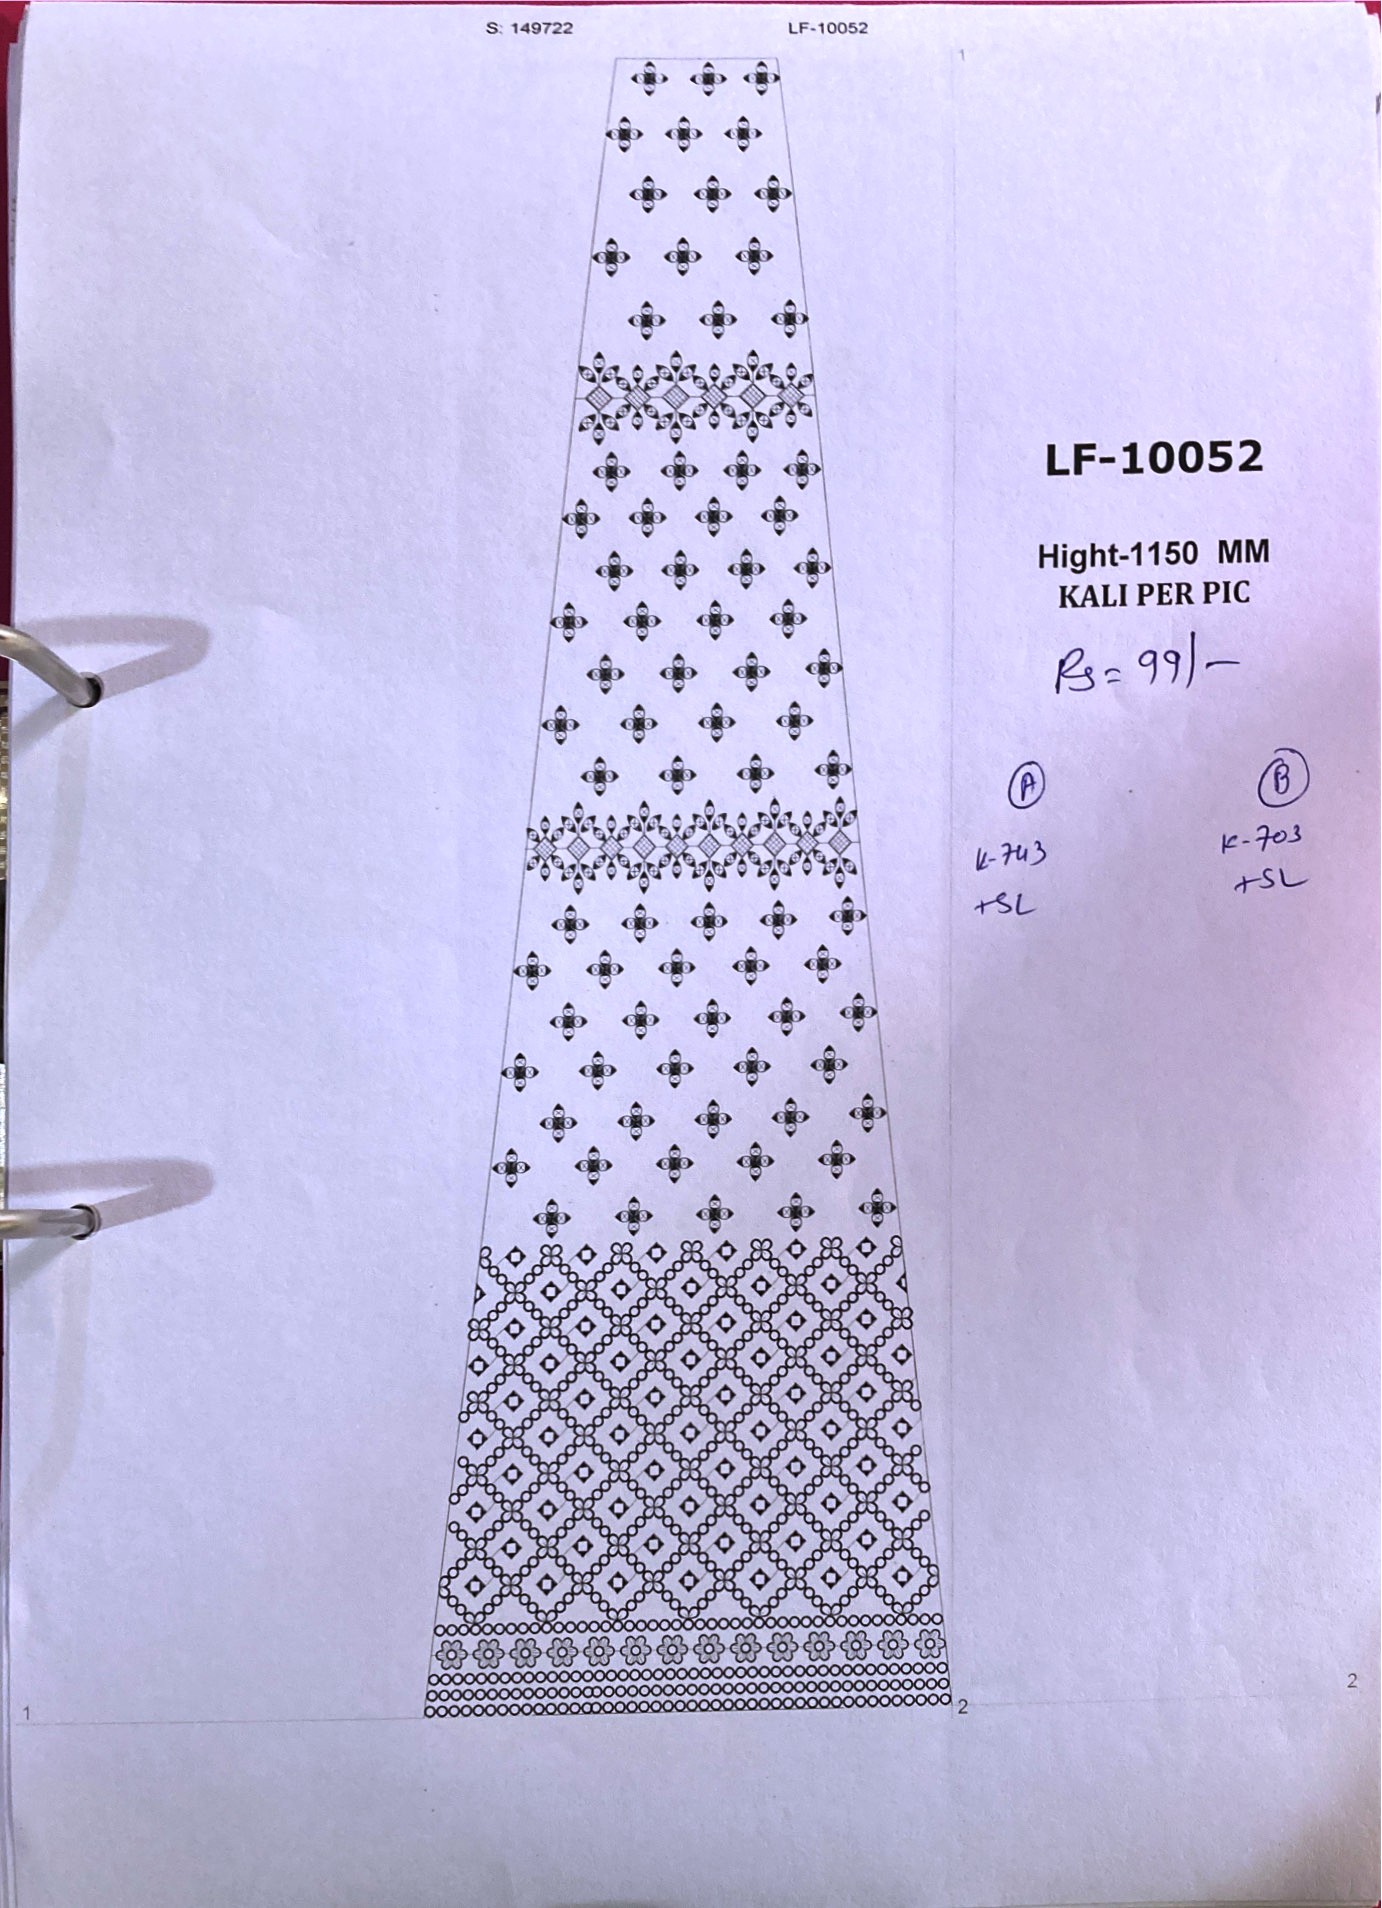 S: 149722 LF-10052
1
LF-10052
Hight-1150 MM
KALI PER PIC
Rs = 99/-
A B
K-743 K-703
+SL +SL
1 2 2